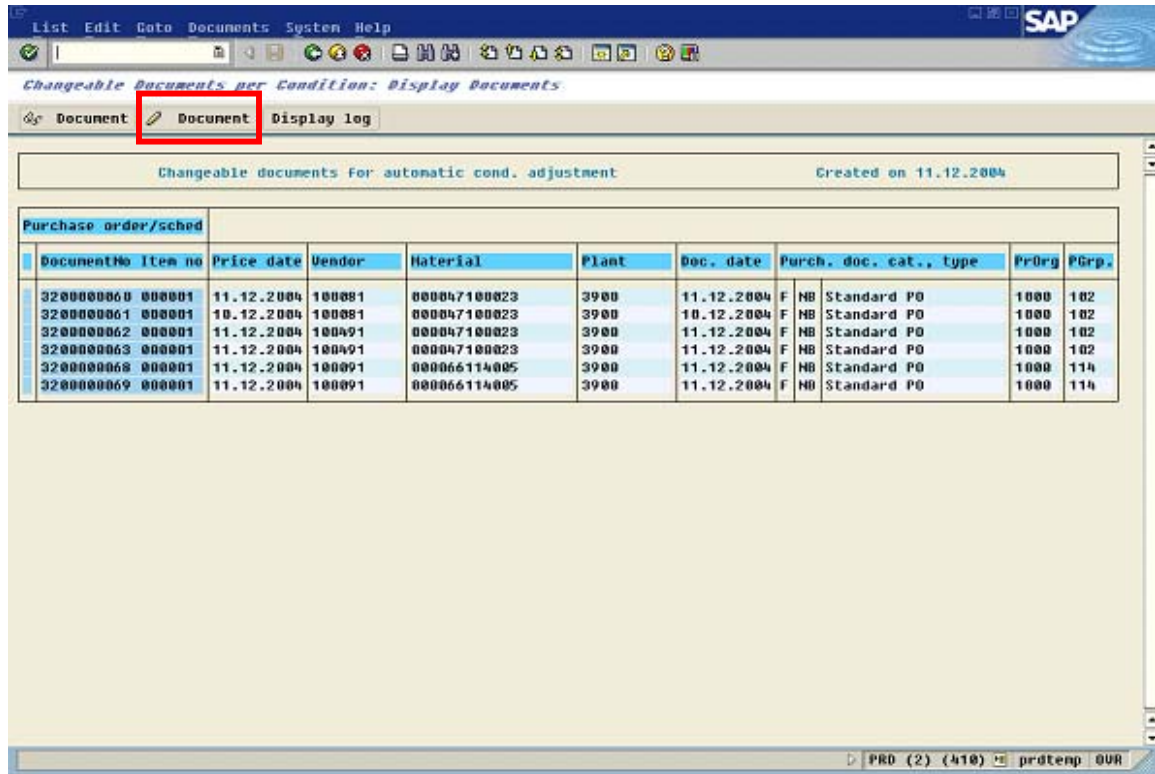 List Edit Goto Documents System Help
SAP
Changeable Documents per Condition: Display Documents
Document Document Display log
Changeable documents for automatic cond. adjustment Created on 11.12.2004
Purchase order/sched
DocumentNo Item no Price date Vendor Material Plant Doc. date Purch. doc. cat., type PrOrg PGrp.
3200000060 000001 11.12.2004 100081 000047100023 3900 11.12.2004 F NB Standard PO 1000 102
3200000061 000001 10.12.2004 100081 000047100023 3900 10.12.2004 F NB Standard PO 1000 102
3200000062 000001 11.12.2004 100491 000047100023 3900 11.12.2004 F NB Standard PO 1000 102
3200000063 000001 11.12.2004 100491 000047100023 3900 11.12.2004 F NB Standard PO 1000 102
3200000068 000001 11.12.2004 100091 000066114005 3900 11.12.2004 F NB Standard PO 1000 114
3200000069 000001 11.12.2004 100091 000066114005 3900 11.12.2004 F NB Standard PO 1000 114
PRD (2) (410) prdtemp OVR